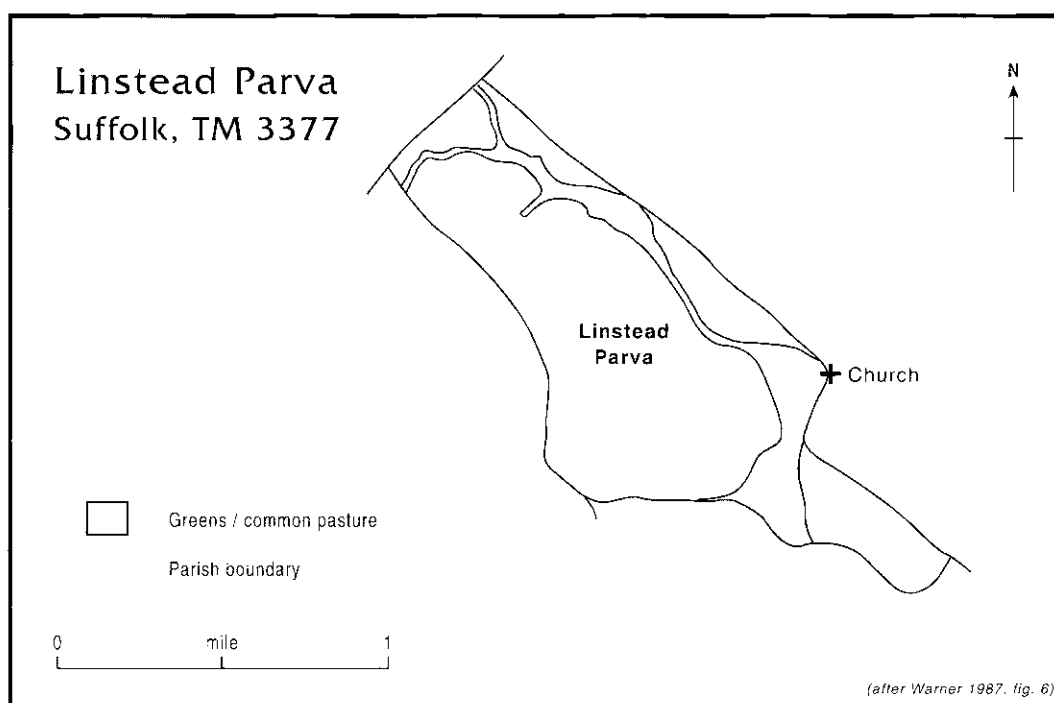 Linstead Parva
Suffolk, TM 3377
N
Linstead
Parva
Church
Greens / common pasture
Parish boundary
0 mile 1
(after Warner 1987, fig. 6)